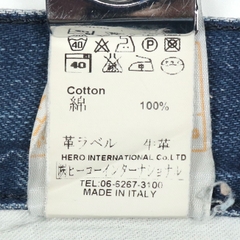 40
Cotton
綿 100%
革ラベル 牛革
HERO INTERNATIONAL Co.LTD
㈱ヒーローインターナショナル
TEL:06-6267-3100
MADE IN ITALY